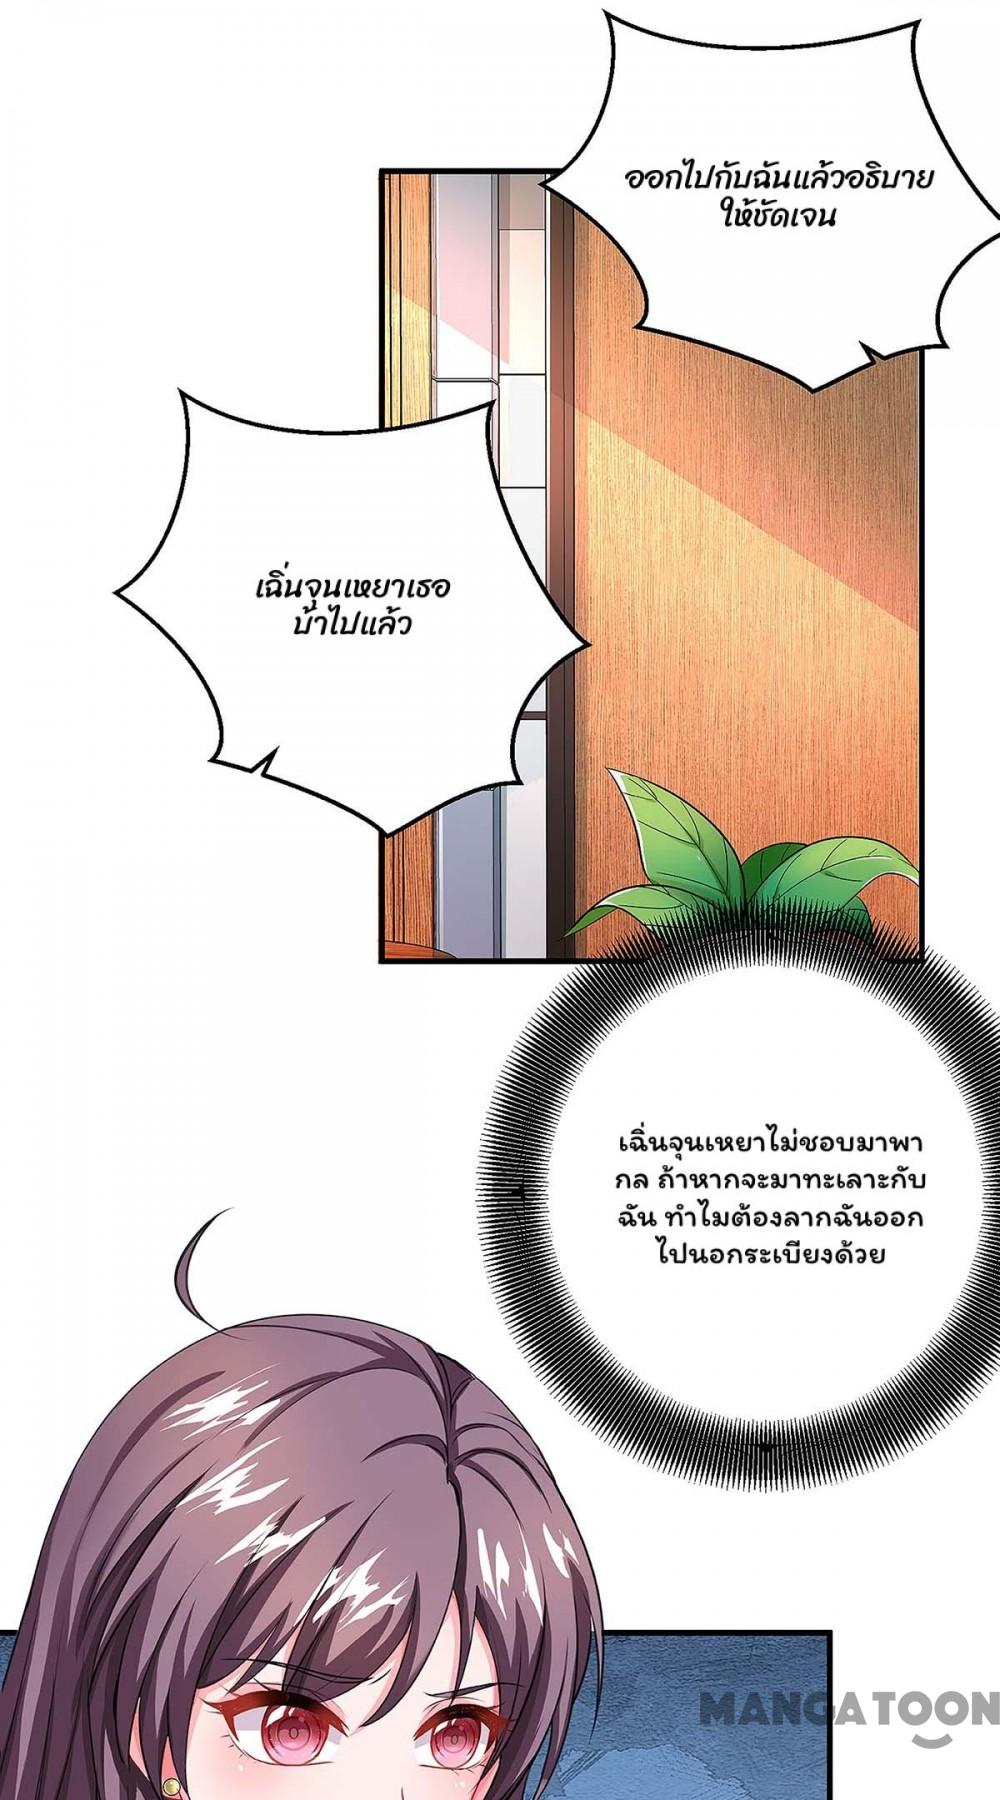 ออกไปกับฉันแล้วอธิบาย
ให้ชัดเจน
เฉิ่นจุนเหยาเธอ
บ้าไปแล้ว
เฉิ่นจุนเหยาไม่ชอบมาพา
กล ถ้าหากจะมาทะเลาะกับ
ฉัน ทำไมต้องลากฉันออก
ไปนอกระเบียงด้วย
MANGATOON